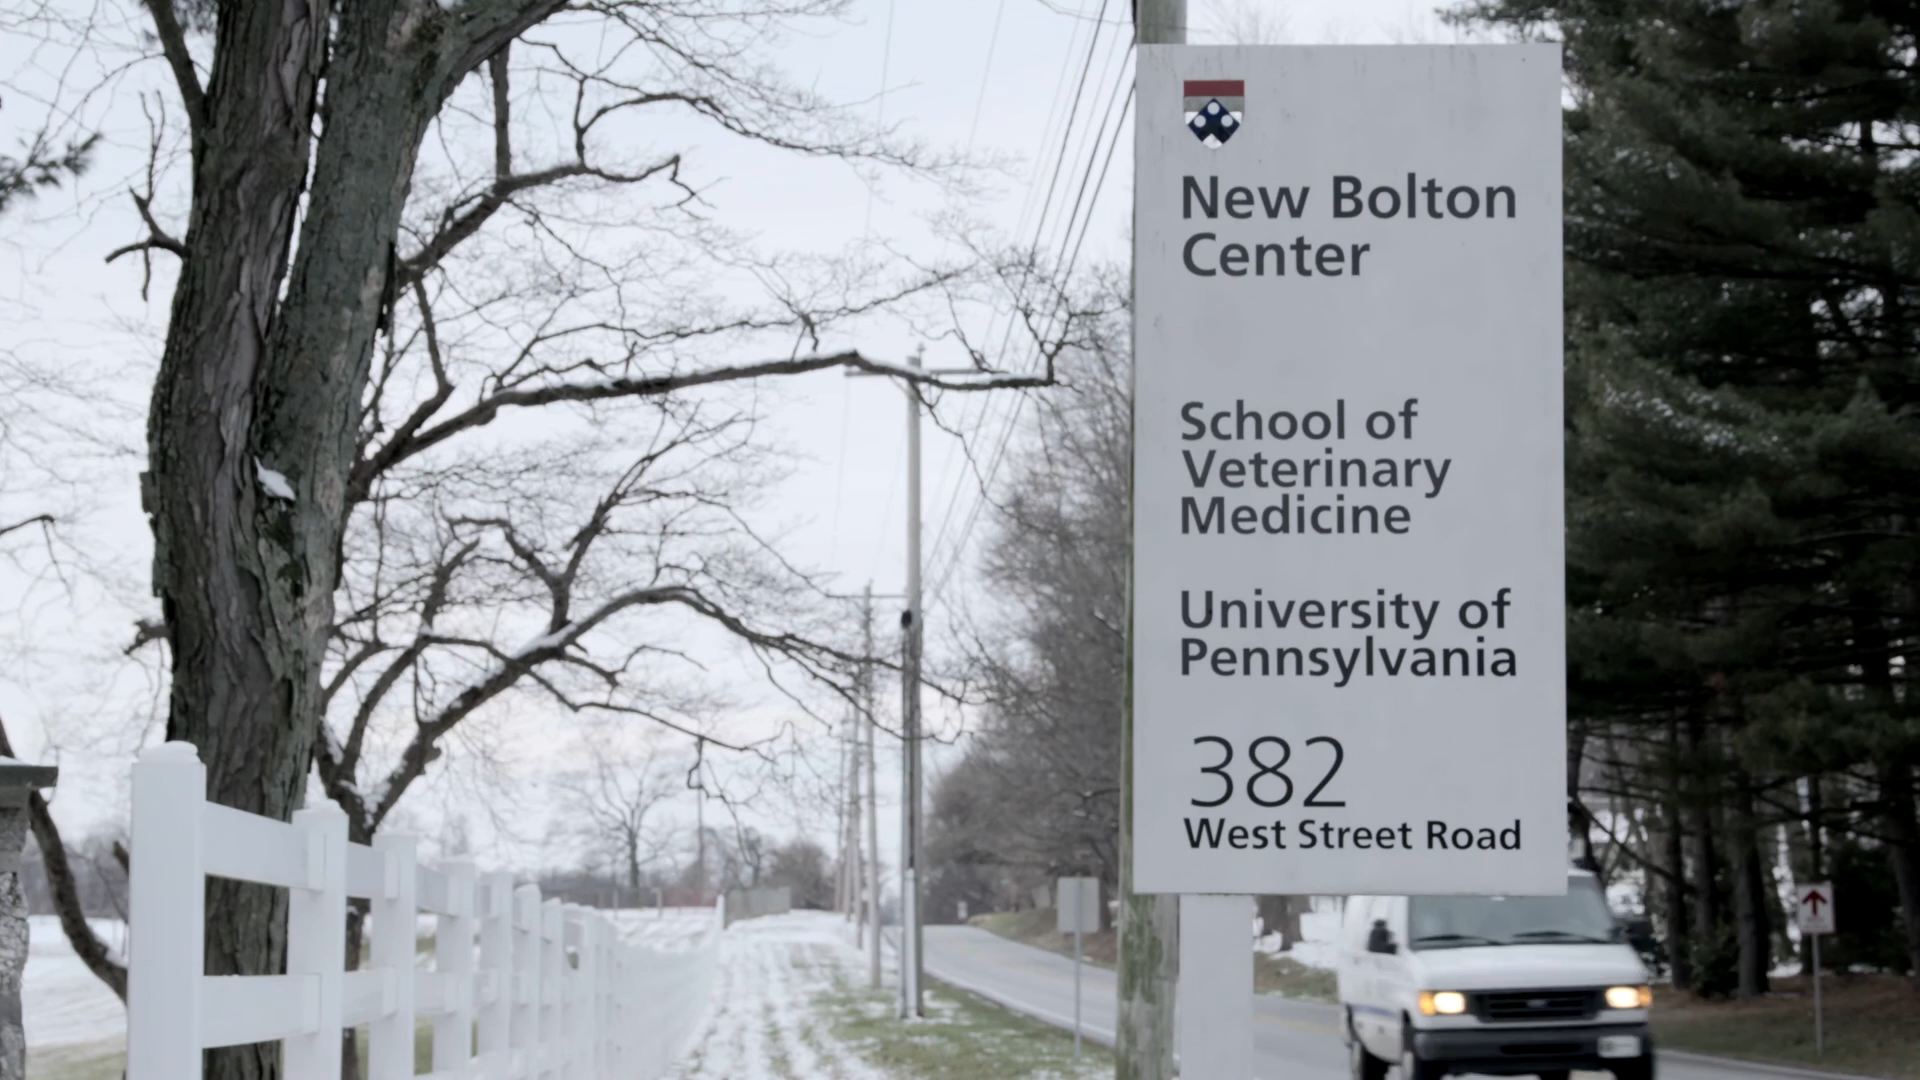 New Bolton
Center
School of
Veterinary
Medicine
University of
Pennsylvania
382
West Street Road